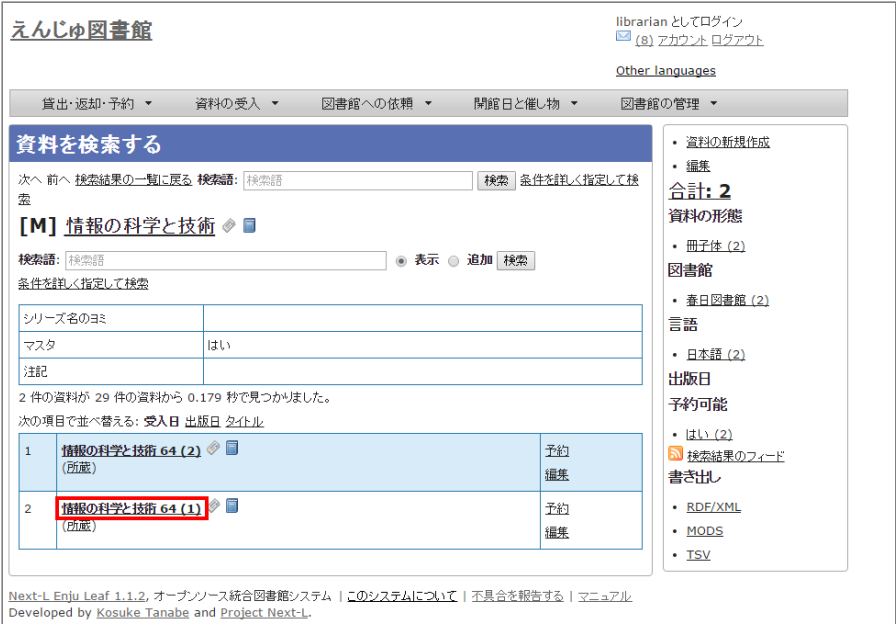 えんじゅ図書館
librarian としてログイン
(8) アカウント ログアウト
Other languages
貸出・返却・予約 ▼ 資料の受入 ▼ 図書館への依頼 ▼ 開館日と催し物 ▼ 図書館の管理 ▼
資料を検索する
次へ 前へ 検索結果の一覧に戻る 検索語: 検索語 検索 条件を詳しく指定して検
索
[M] 情報の科学と技術
検索語: 検索語 表示 追加 検索
条件を詳しく指定して検索
シリーズ名のヨミ
マスタ はい
注記
2 件の資料が 29 件の資料から 0.179 秒で見つかりました。
次の項目で並べ替える: 受入日 出版日 タイトル
1 情報の科学と技術 64 (2) 予約
(所蔵)
編集
2 情報の科学と技術 64 (1) 予約
(所蔵)
編集
• 資料の新規作成
• 編集
合計: 2
資料の形態
• 冊子体 (2)
図書館
• 春日図書館 (2)
言語
• 日本語 (2)
出版日
予約可能
• はい (2)
検索結果のフィード
書き出し
• RDF/XML
• MODS
• TSV
Next-L Enju Leaf 1.1.2, オープンソース統合図書館システム | このシステムについて | 不具合を報告する | マニュアル
Developed by Kosuke Tanabe and Project Next-L.